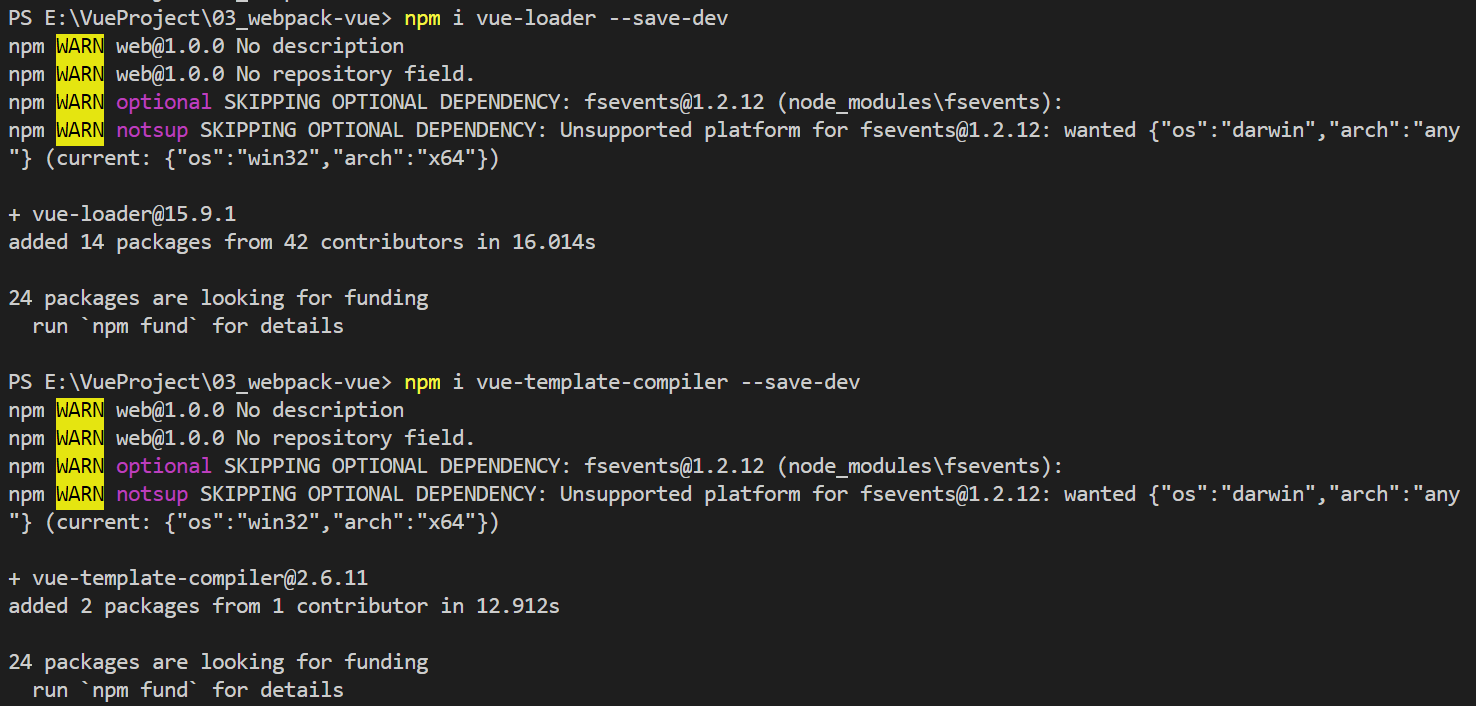 PS E:\VueProject\03_webpack-vue> npm i vue-loader --save-dev
npm WARN web@1.0.0 No description
npm WARN web@1.0.0 No repository field.
npm WARN optional SKIPPING OPTIONAL DEPENDENCY: fsevents@1.2.12 (node_modules\fsevents):
npm WARN notsup SKIPPING OPTIONAL DEPENDENCY: Unsupported platform for fsevents@1.2.12: wanted {"os":"darwin","arch":"any
"} (current: {"os":"win32","arch":"x64"})
+ vue-loader@15.9.1
added 14 packages from 42 contributors in 16.014s
24 packages are looking for funding
  run `npm fund` for details
PS E:\VueProject\03_webpack-vue> npm i vue-template-compiler --save-dev
npm WARN web@1.0.0 No description
npm WARN web@1.0.0 No repository field.
npm WARN optional SKIPPING OPTIONAL DEPENDENCY: fsevents@1.2.12 (node_modules\fsevents):
npm WARN notsup SKIPPING OPTIONAL DEPENDENCY: Unsupported platform for fsevents@1.2.12: wanted {"os":"darwin","arch":"any
"} (current: {"os":"win32","arch":"x64"})
+ vue-template-compiler@2.6.11
added 2 packages from 1 contributor in 12.912s
24 packages are looking for funding
  run `npm fund` for details